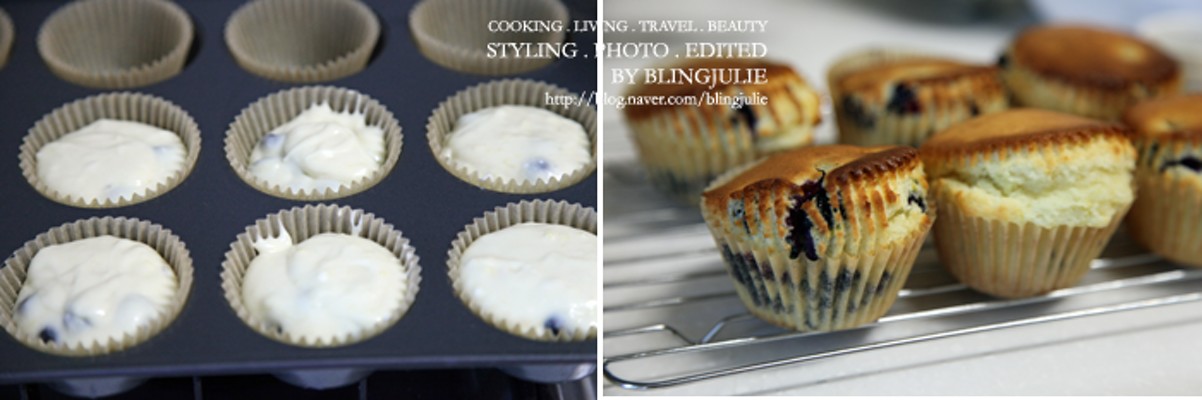 COOKING . LIVING . TRAVEL . BEAUTY
STYLING . PHOTO . EDITED
BY BLINGJULIE
http://blog.naver.com/blingjulie